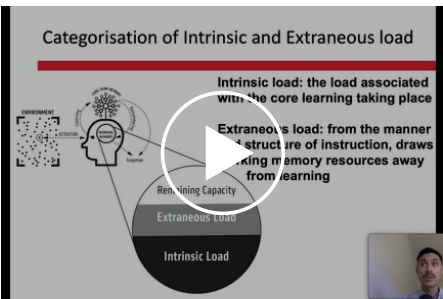 Categorisation of Intrinsic and Extraneous load
Intrinsic load: the load associated
with the core learning taking place
ENVIRONMENT
ATTENTION
Extraneous load: from the manner
structure of instruction, draws
memory resources away
from learning
Forgotten
Remaining Capacity
Extraneous Load
Intrinsic Load